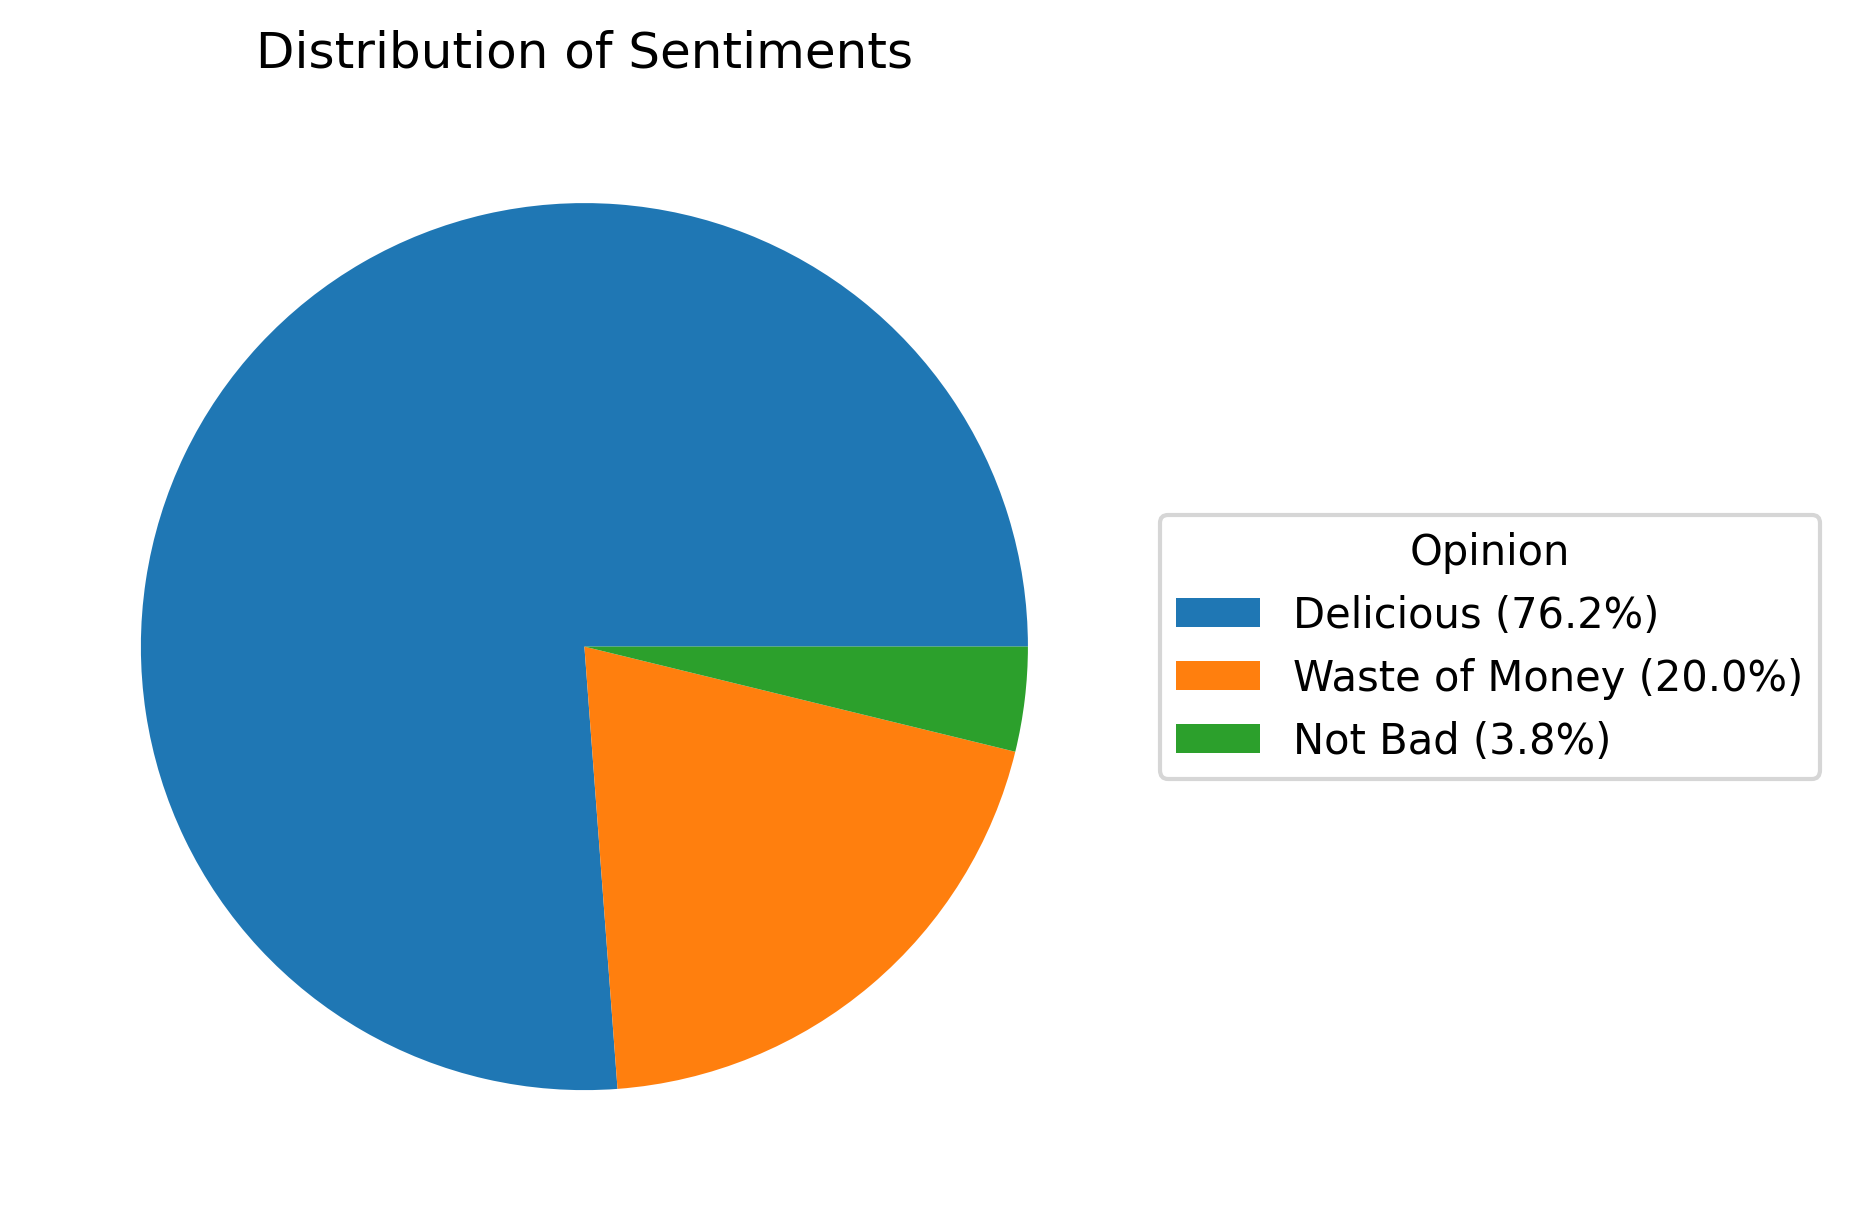 Distribution of Sentiments
Opinion
Delicious (76.2%)
Waste of Money (20.0%)
Not Bad (3.8%)